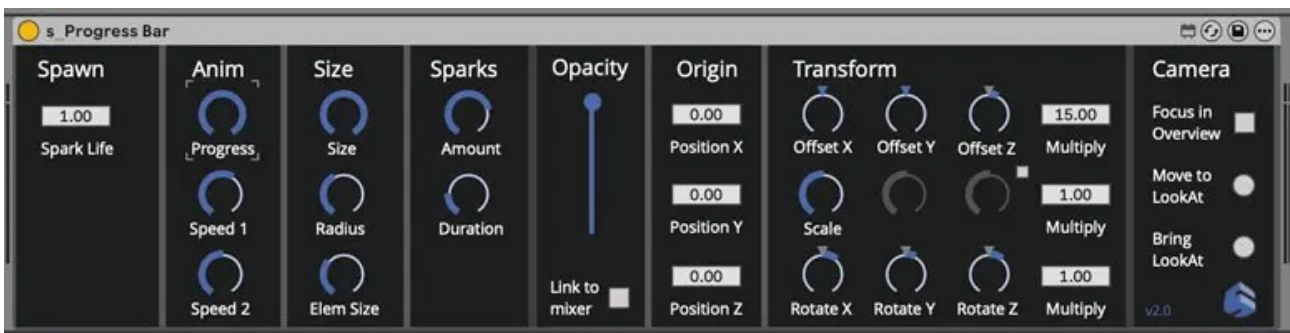 s_Progress Bar
Spawn
1.00
Spark Life
Anim
Progress
Speed 1
Speed 2
Size
Size
Radius
Elem Size
Sparks
Amount
Duration
Opacity
Link to
mixer
Origin
0.00
Position X
0.00
Position Y
0.00
Position Z
Transform
Offset X Offset Y Offset Z
15.00
Multiply
Scale
1.00
Multiply
Rotate X Rotate Y Rotate Z
1.00
Multiply
Camera
Focus in
Overview
Move to
LookAt
Bring
LookAt
v2.0